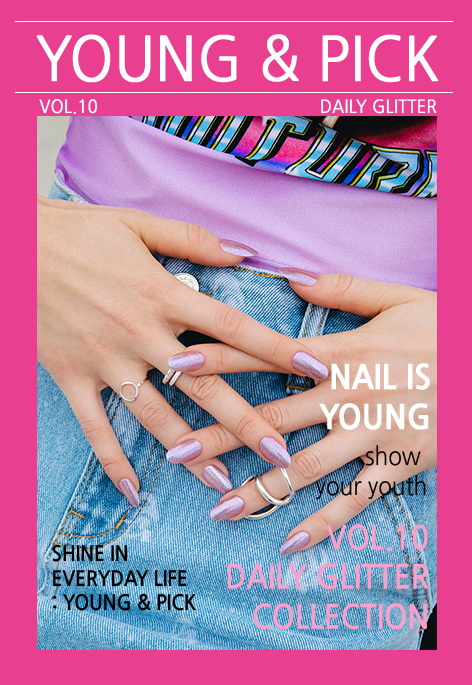 YOUNG & PICK
VOL.10
DAILY GLITTER
NAIL IS
YOUNG
show
your youth
VOL.10
DAILY GLITTER
COLLECTION
SHINE IN
EVERYDAY LIFE
: YOUNG & PICK